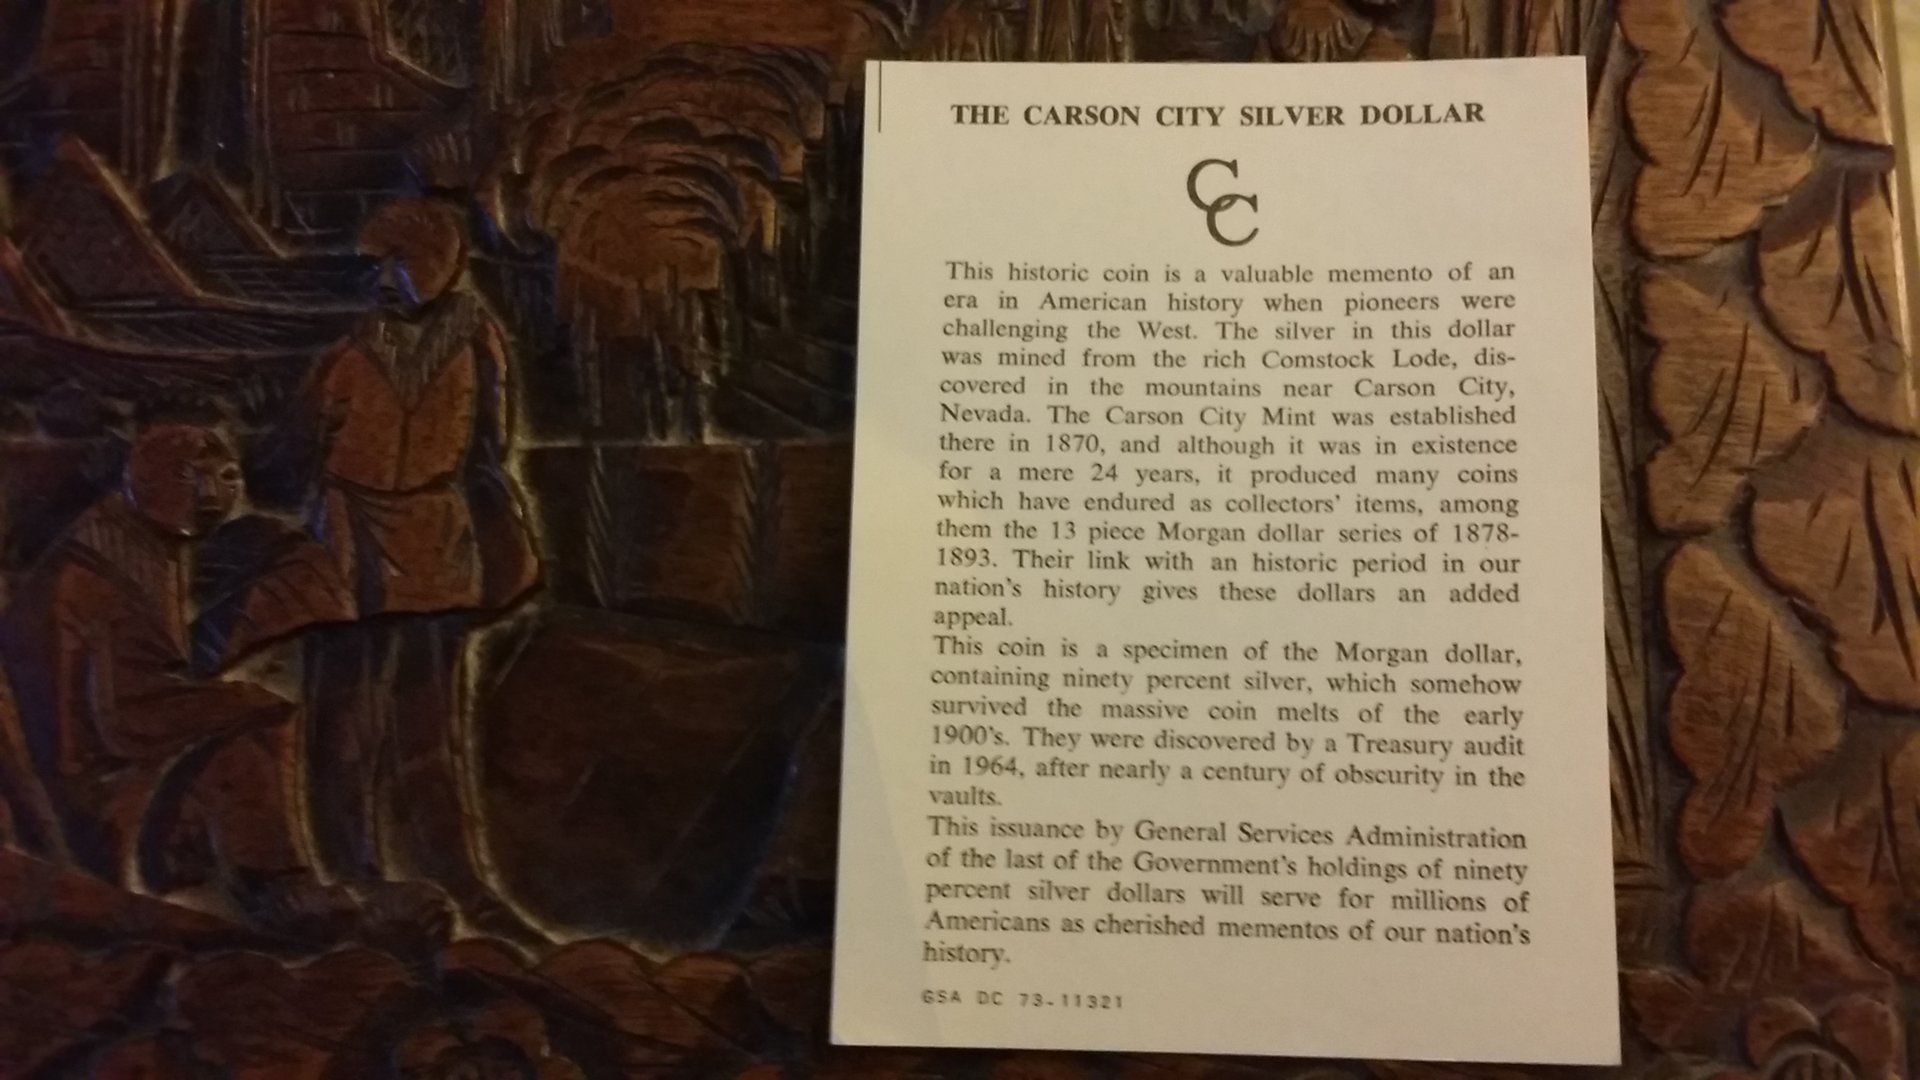 THE CARSON CITY SILVER DOLLAR
CC
This historic coin is a valuable memento of an
era in American history when pioneers were
challenging the West. The silver in this dollar
was mined from the rich Comstock Lode, dis-
covered in the mountains near Carson City,
Nevada. The Carson City Mint was established
there in 1870, and although it was in existence
for a mere 24 years, it produced many coins
which have endured as collectors' items, among
them the 13 piece Morgan dollar series of 1878-
1893. Their link with an historic period in our
nation's history gives these dollars an added
appeal.
This coin is a specimen of the Morgan dollar,
containing ninety percent silver, which somehow
survived the massive coin melts of the early
1900's. They were discovered by a Treasury audit
in 1964, after nearly a century of obscurity in the
vaults.
This issuance by General Services Administration
of the last of the Government's holdings of ninety
percent silver dollars will serve for millions of
Americans as cherished mementos of our nation's
history.
GSA DC 73-11321